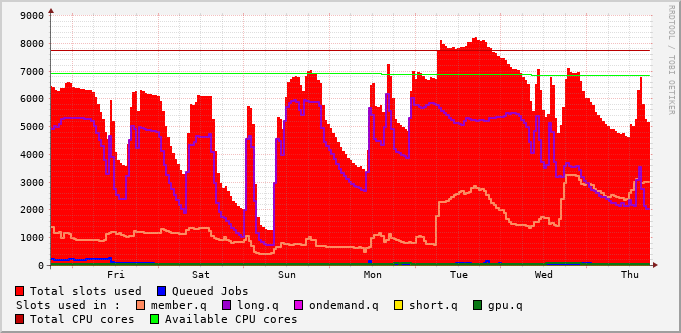 9000
8000
7000
6000
5000
4000
3000
2000
1000
0
Fri Sat Sun Mon Tue Wed Thu
RRDTOOL / TOBI OETIKER
Total slots used Queued Jobs
Slots used in : member.q long.q ondemand.q short.q gpu.q
Total CPU cores Available CPU cores